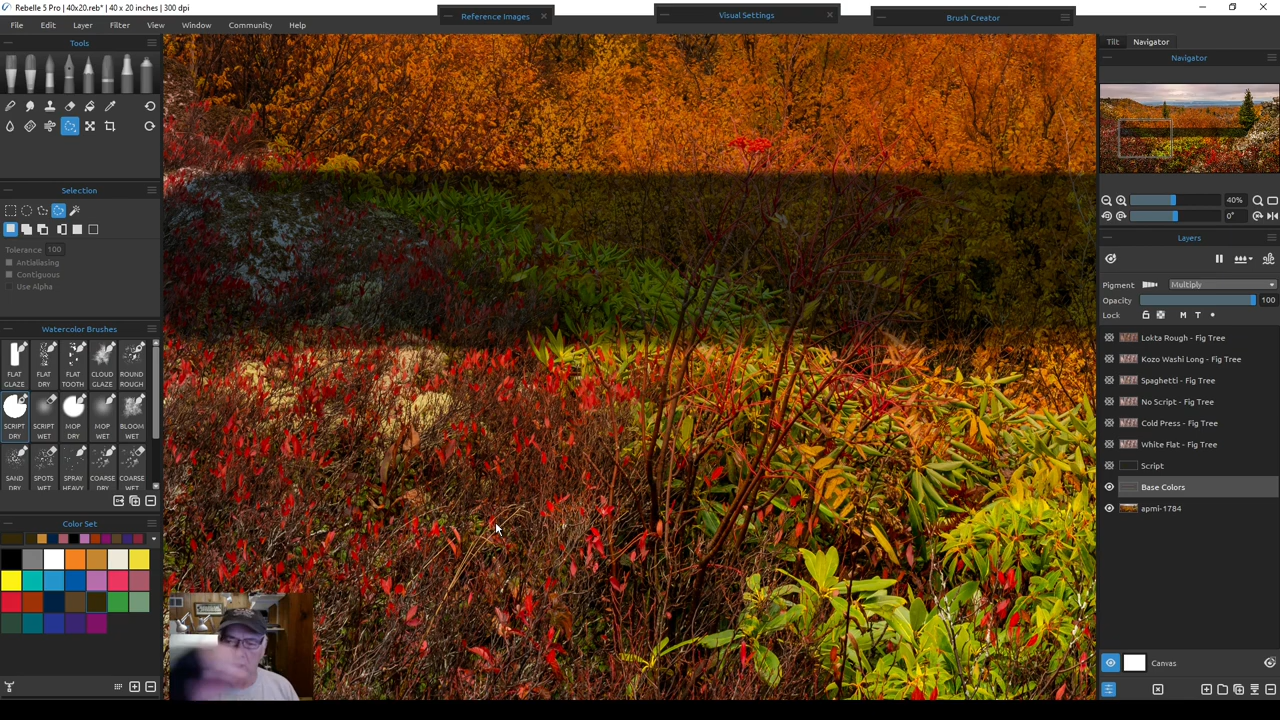 Rebelle 5 Pro | 40x20.reb* | 40 x 20 inches | 300 dpi
File Edit Layer Filter View Window Community Help
Reference Images
Visual Settings
Brush Creator
Tools
Selection
Tolerance 100
Antialiasing
Contiguous
Use Alpha
Watercolor Brushes
FLAT GLAZE
FLAT DRY
FLAT TOOTH
CLOUD GLAZE
ROUND ROUGH
SCRIPT DRY
SCRIPT WET
MOP DRY
MOP WET
BLOOM WET
SAND DRY
SPOTS WET
SPRAY HEAVY
COARSE DRY
COARSE WET
Color Set
Tilt Navigator
Navigator
40%
0°
Layers
Pigment Multiply
Opacity 100
Lock M T
Lokta Rough - Fig Tree
Kozo Washi Long - Fig Tree
Spaghetti - Fig Tree
No Script - Fig Tree
Cold Press - Fig Tree
White Flat - Fig Tree
Script
Base Colors
apmi-1784
Canvas